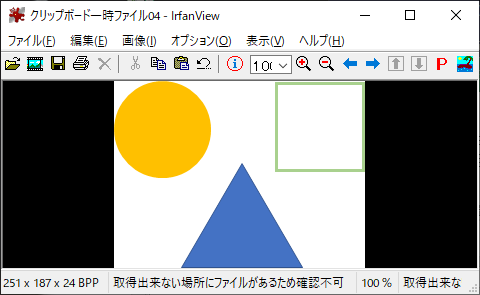 クリップボード一時ファイル04 - IrfanView
ファイル(F) 編集(E) 画像(I) オプション(O) 表示(V) ヘルプ(H)
100 P
251 x 187 x 24 BPP 取得出来ない場所にファイルがあるため確認不可 100 % 取得出来な